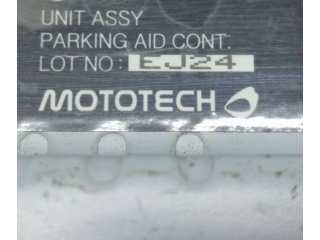 UNIT ASSY
PARKING AID CONT.
LOT NO: EJ24
MOTOTECH